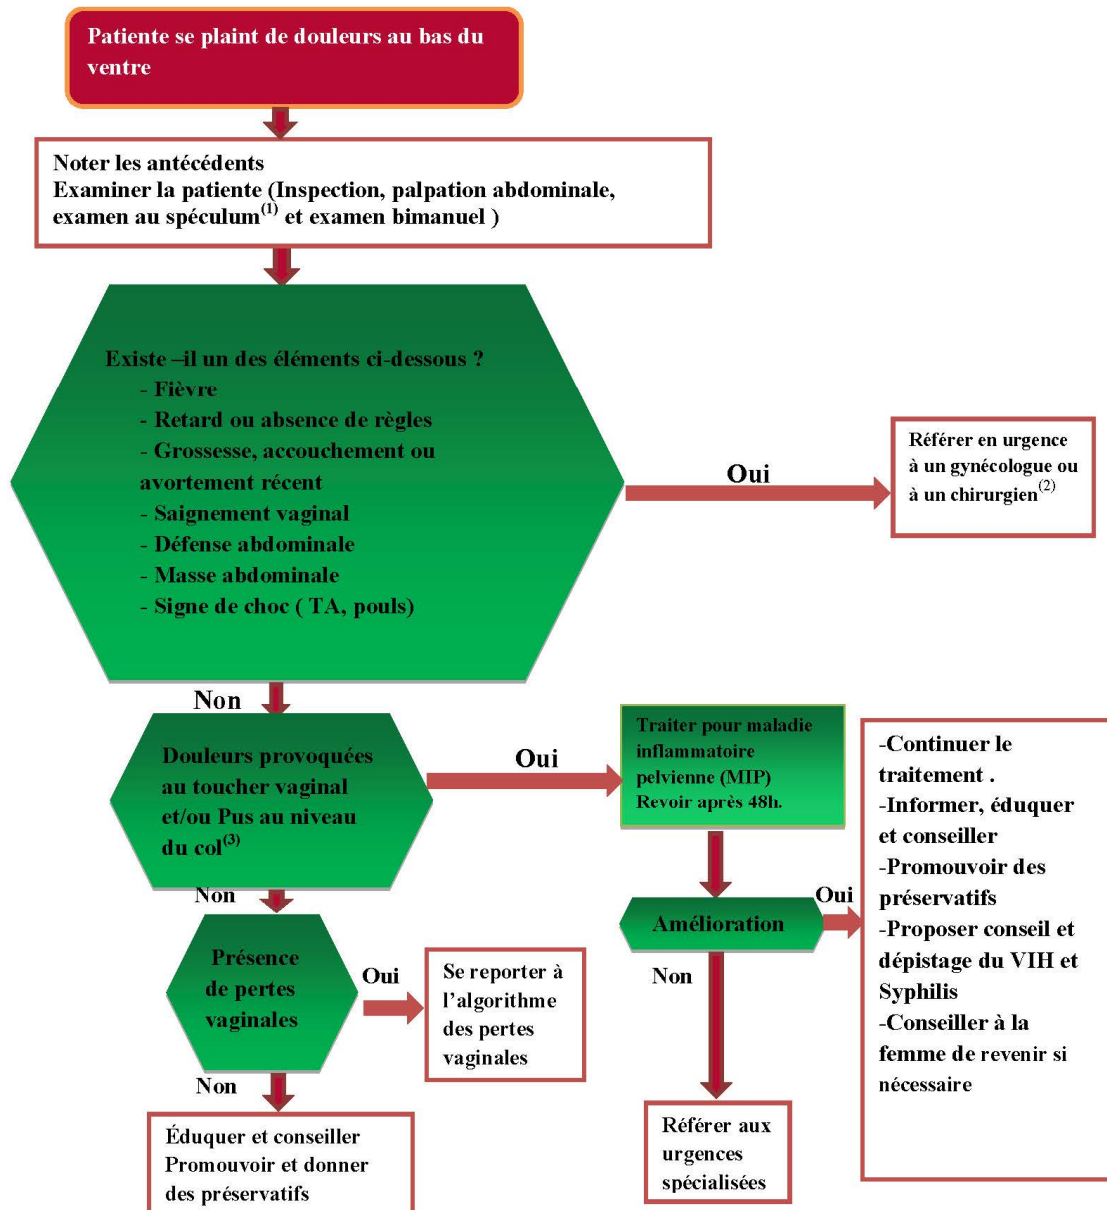 Patiente se plaint de douleurs au bas du
ventre
Noter les antécédents
Examiner la patiente (Inspection, palpation abdominale,
examen au spéculum(1) et examen bimanuel )
Existe –il un des éléments ci-dessous ?
- Fièvre
- Retard ou absence de règles
- Grossesse, accouchement ou
avortement récent
- Saignement vaginal
- Défense abdominale
- Masse abdominale
- Signe de choc ( TA, pouls)
Oui
Référer en urgence
à un gynécologue ou
à un chirurgien(2)
Non
Douleurs provoquées
au toucher vaginal
et/ou Pus au niveau
du col(3)
Oui
Traiter pour maladie
inflammatoire
pelvienne (MIP)
Revoir après 48h.
Amélioration
Oui
-Continuer le
traitement .
-Informer, éduquer
et conseiller
-Promouvoir des
préservatifs
-Proposer conseil et
dépistage du VIH et
Syphilis
-Conseiller à la
femme de revenir si
nécessaire
Non
Référer aux
urgences
spécialisées
Non
Présence
de pertes
vaginales
Oui
Se reporter à
l'algorithme
des pertes
vaginales
Non
Éduquer et conseiller
Promouvoir et donner
des préservatifs